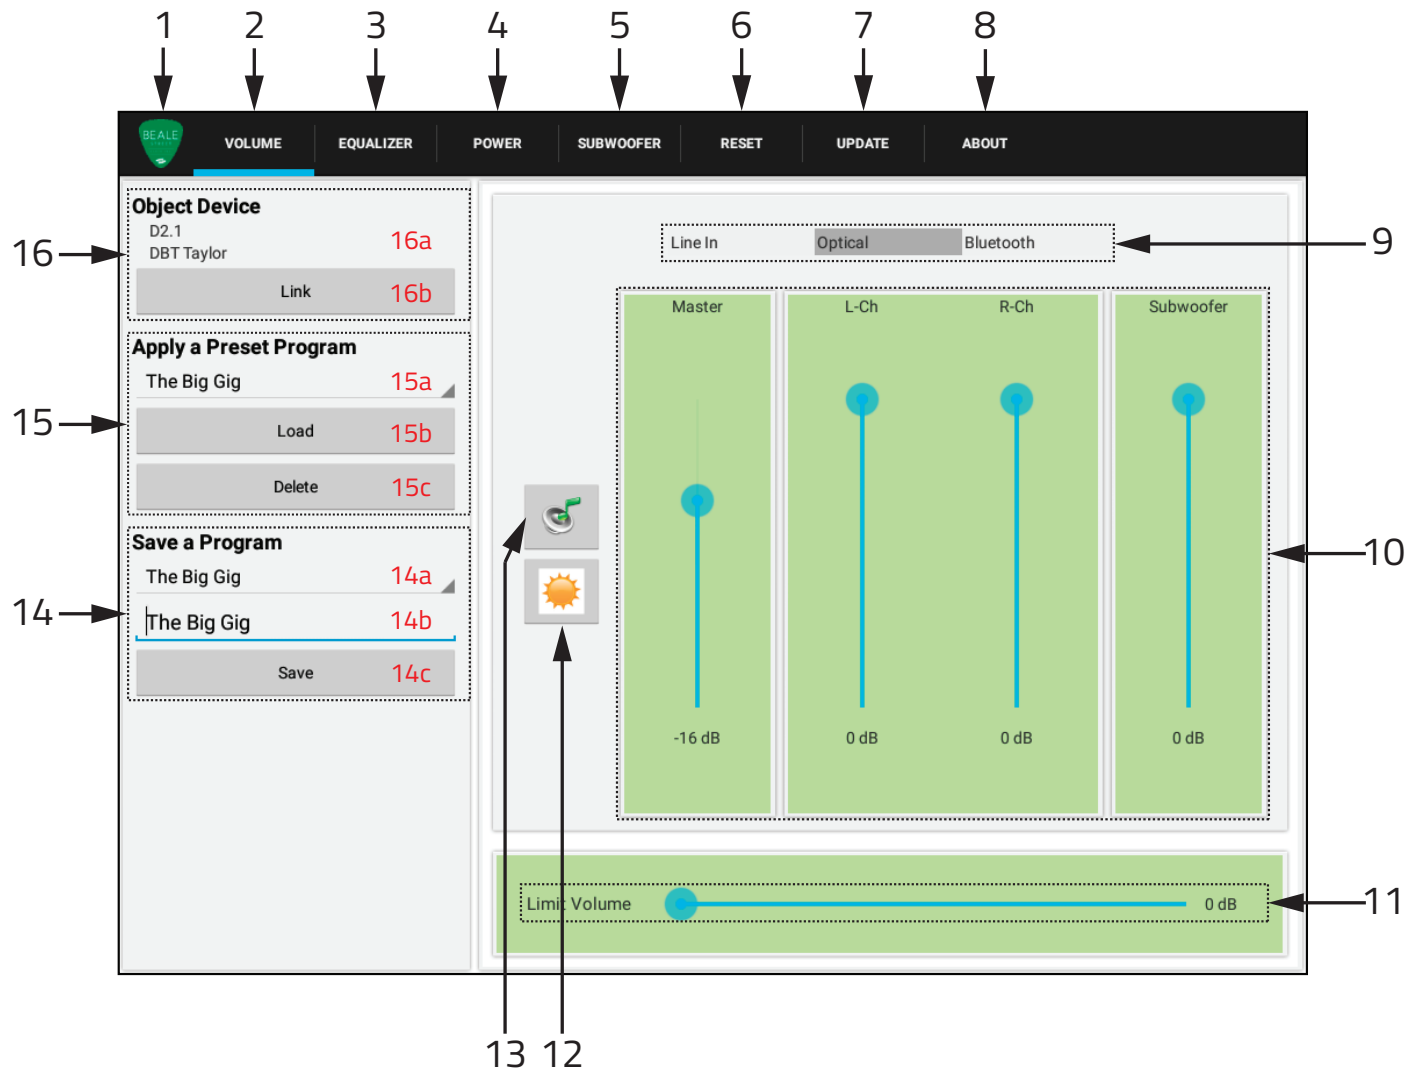 1 2 3 4 5 6 7 8
BEALE
VOLUME EQUALIZER POWER SUBWOOFER RESET UPDATE ABOUT
Object Device
D2.1
DBT Taylor
16a
16
Link 16b
Apply a Preset Program
The Big Gig 15a
15
Load 15b
Delete 15c
Save a Program
The Big Gig 14a
14
The Big Gig 14b
Save 14c
Line In Optical Bluetooth
9
Master L-Ch R-Ch Subwoofer
10
-16 dB 0 dB 0 dB 0 dB
Limit Volume 0 dB
11
13 12